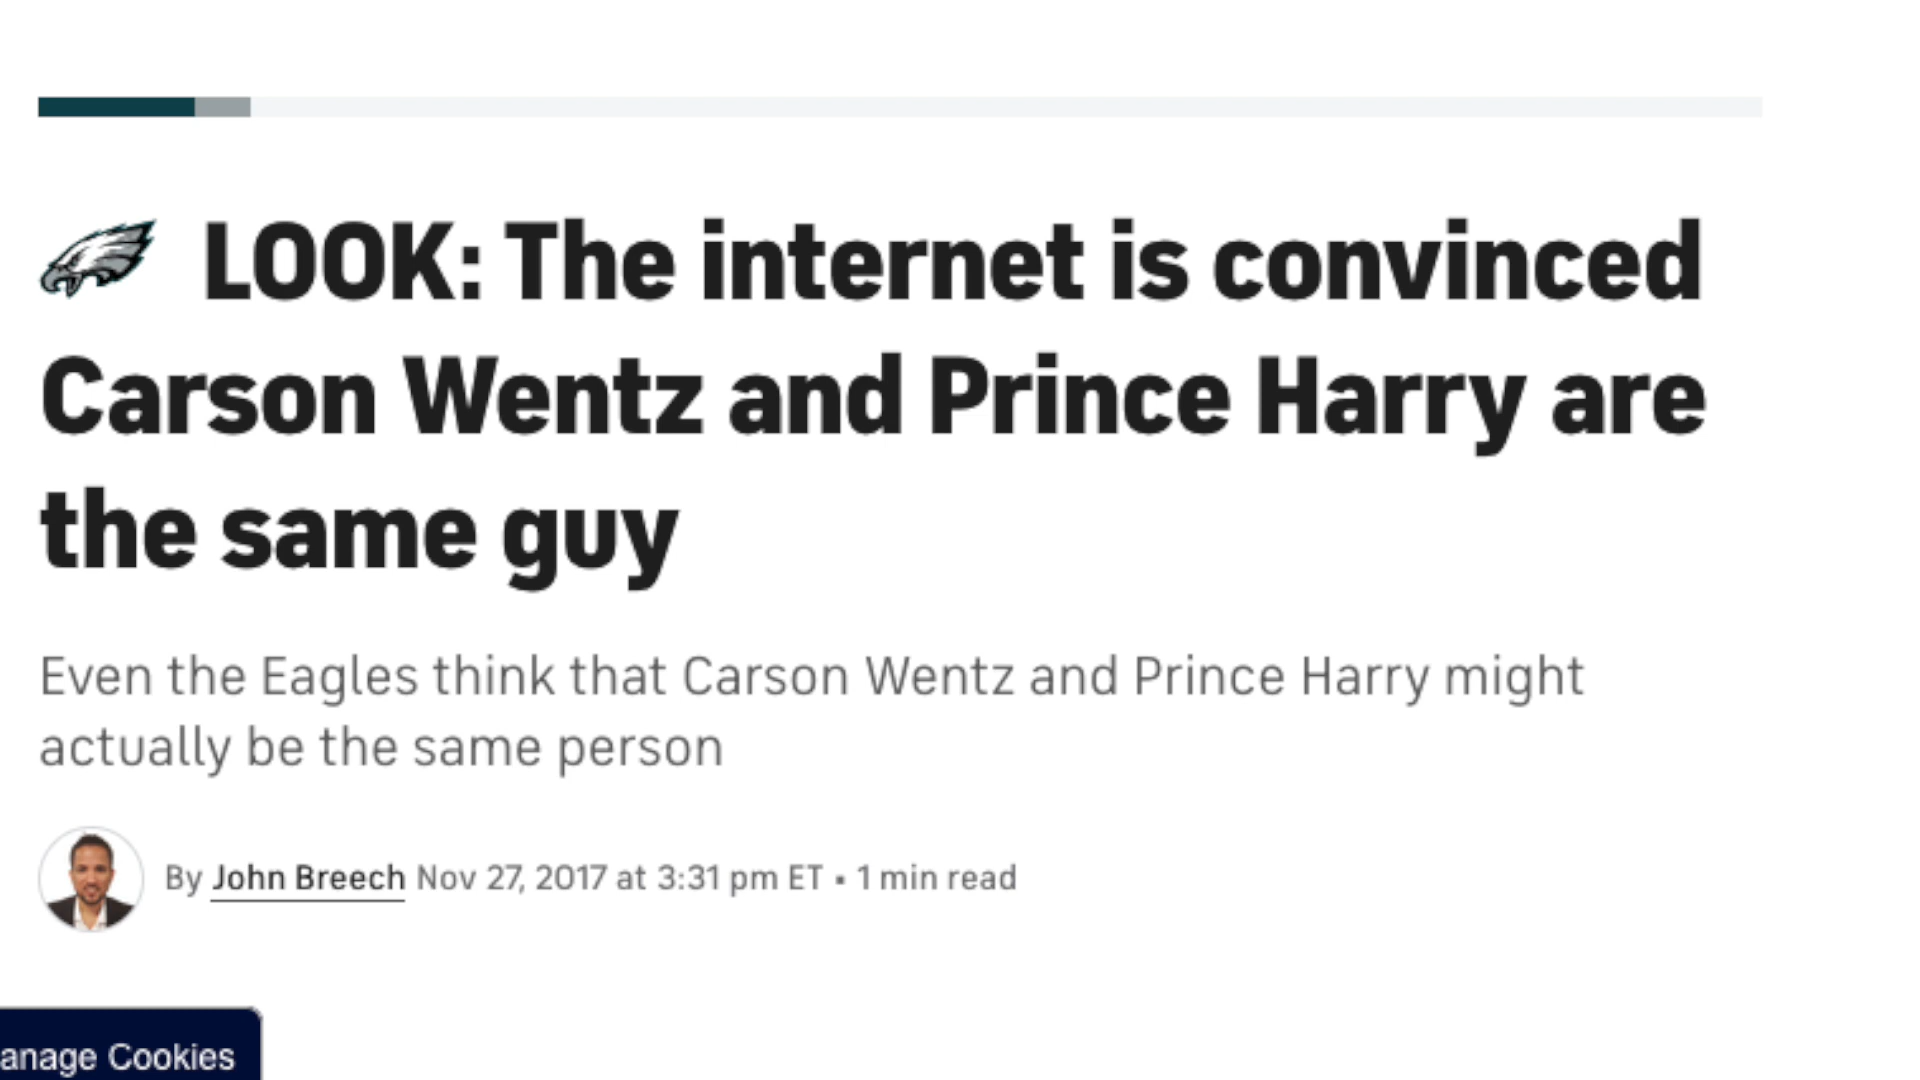 LOOK: The internet is convinced
Carson Wentz and Prince Harry are
the same guy
Even the Eagles think that Carson Wentz and Prince Harry might
actually be the same person
By John Breech Nov 27, 2017 at 3:31 pm ET • 1 min read
anage Cookies